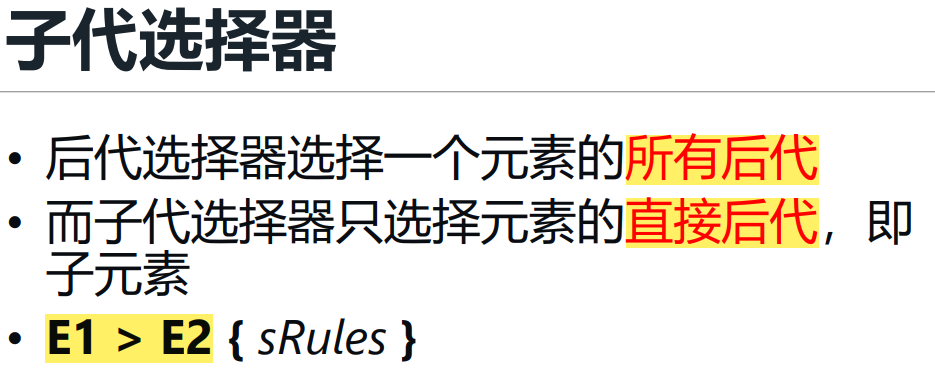 子代选择器
• 后代选择器选择一个元素的所有后代
• 而子代选择器只选择元素的直接后代，即
子元素
• E1 > E2 { sRules }